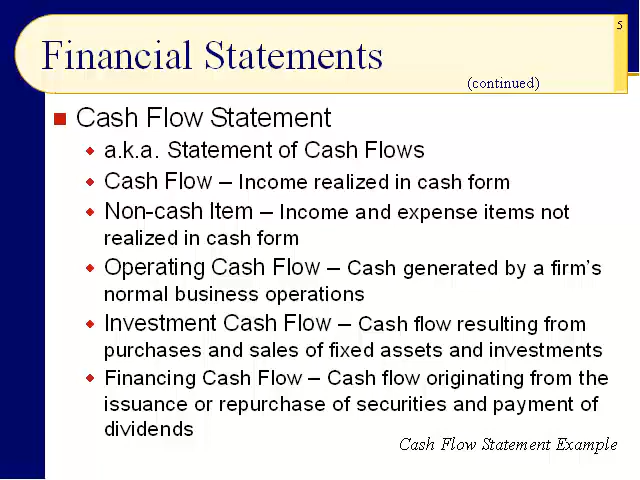 5
Financial Statements
(continued)
Cash Flow Statement
a.k.a. Statement of Cash Flows
Cash Flow – Income realized in cash form
Non-cash Item – Income and expense items not
realized in cash form
Operating Cash Flow – Cash generated by a firm's
normal business operations
Investment Cash Flow – Cash flow resulting from
purchases and sales of fixed assets and investments
Financing Cash Flow – Cash flow originating from the
issuance or repurchase of securities and payment of
dividends
Cash Flow Statement Example